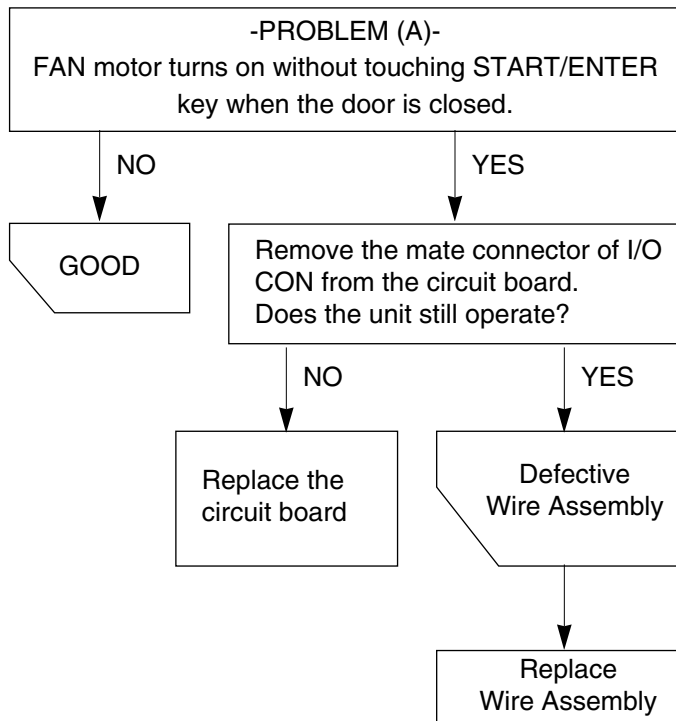 -PROBLEM (A)-
FAN motor turns on without touching START/ENTER
key when the door is closed.
NO
YES
GOOD
Remove the mate connector of I/O
CON from the circuit board.
Does the unit still operate?
NO
YES
Replace the
circuit board
Defective
Wire Assembly
Replace
Wire Assembly